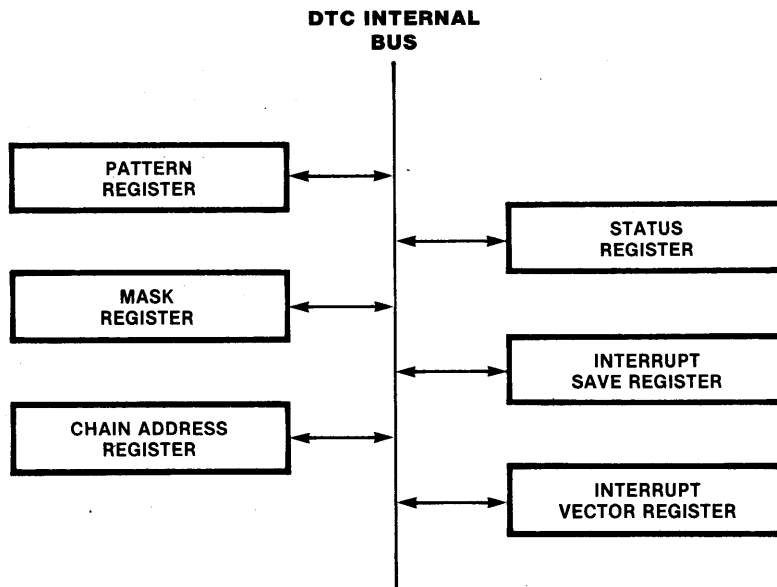 DTC INTERNAL
BUS
PATTERN
REGISTER
STATUS
REGISTER
MASK
REGISTER
INTERRUPT
SAVE REGISTER
CHAIN ADDRESS
REGISTER
INTERRUPT
VECTOR REGISTER